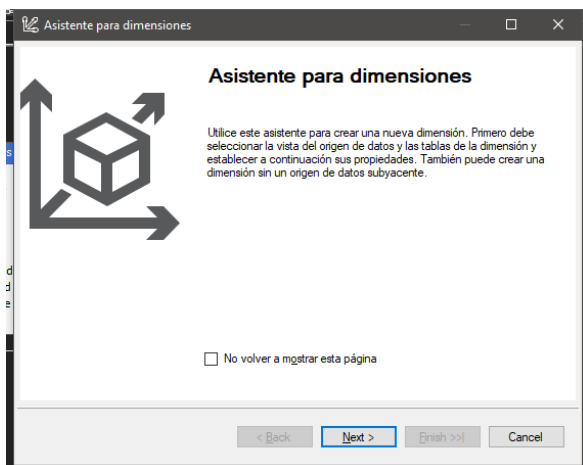 Asistente para dimensiones
Asistente para dimensiones
Utilice este asistente para crear una nueva dimensión. Primero debe
seleccionar la vista del origen de datos y las tablas de la dimensión y
establecer a continuación sus propiedades. También puede crear una
dimensión sin un origen de datos subyacente.
No volver a mostrar esta página
< Back Next > Finish >>| Cancel